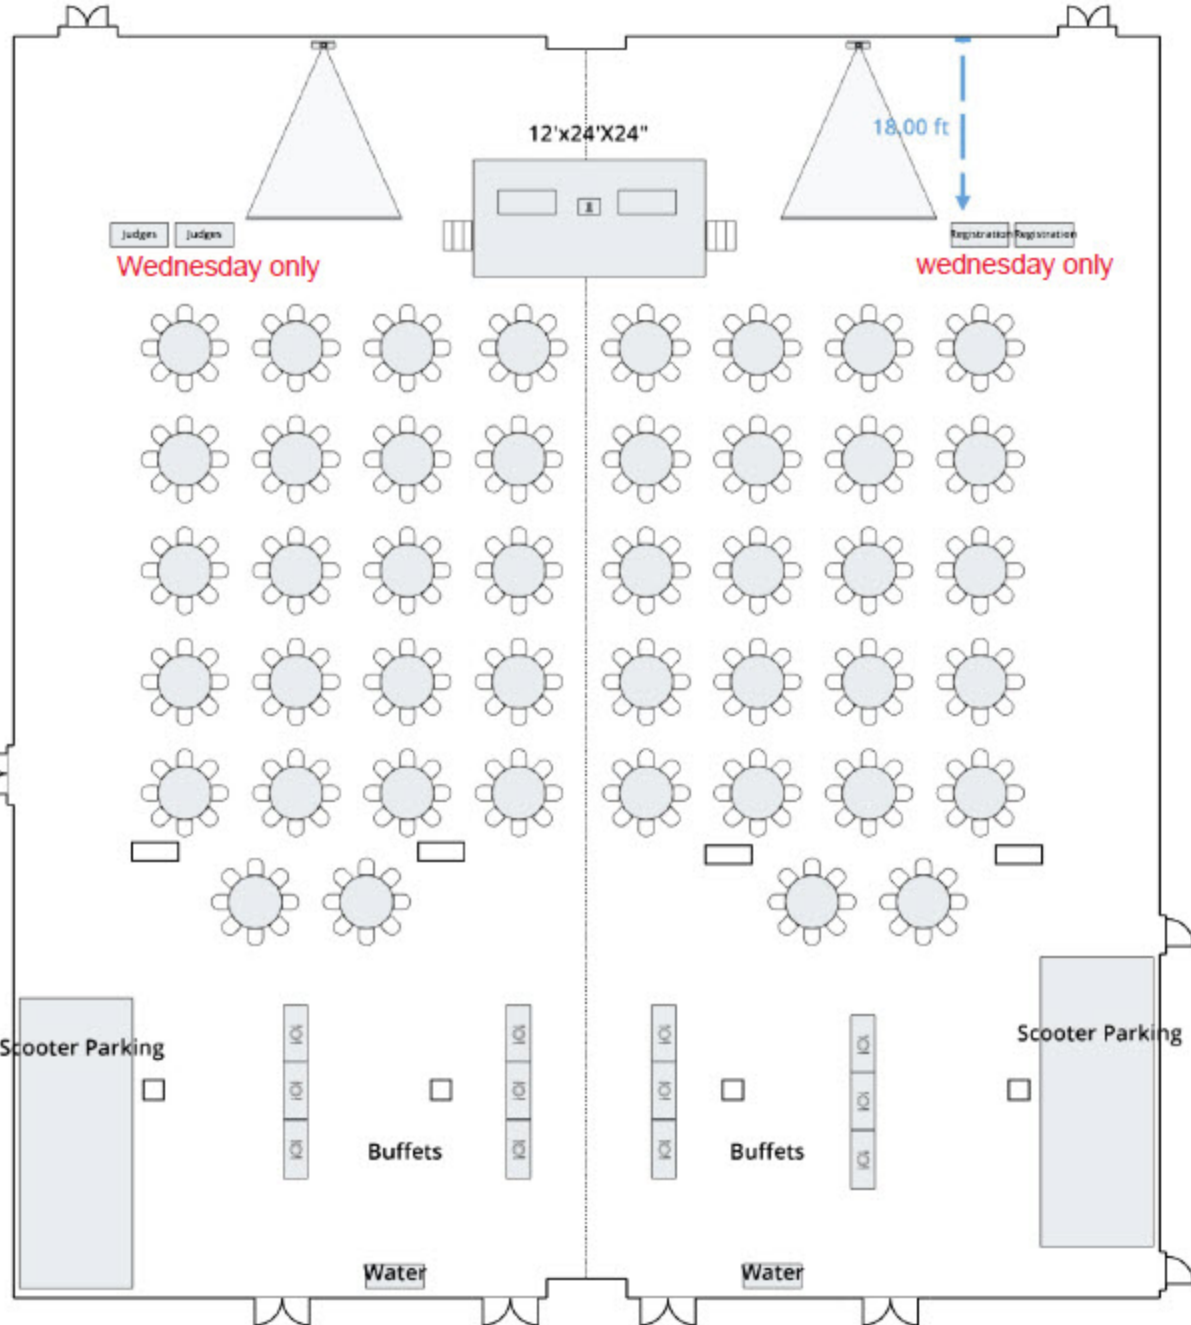 12'x24'X24"
18.00 ft
Judges Judges
Registration Registration
Wednesday only
wednesday only
Scooter Parking
Scooter Parking
Buffets
Buffets
Water
Water